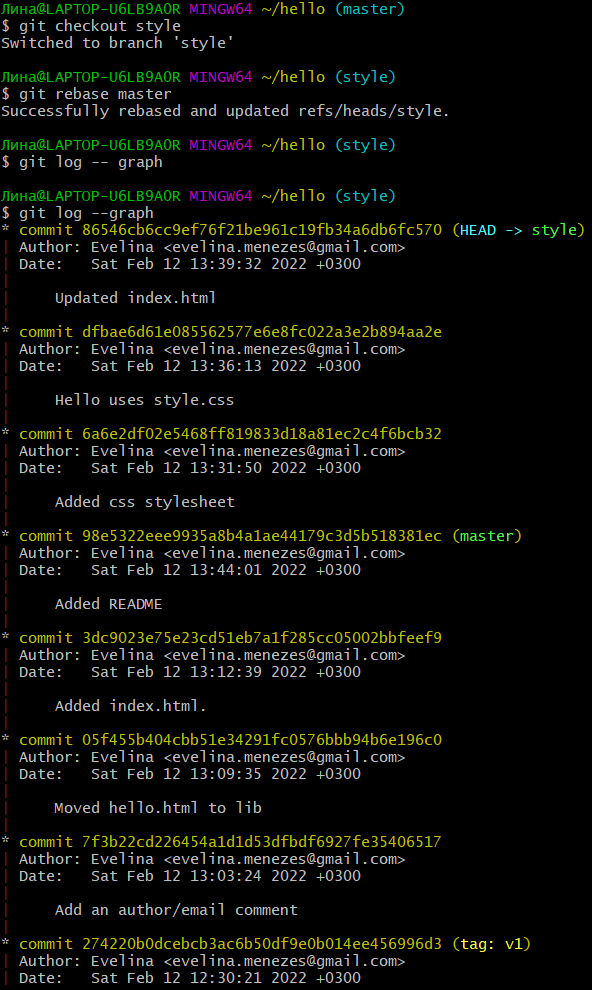 Лина@LAPTOP-U6LB9AOR MINGW64 ~/hello (master)
$ git checkout style
Switched to branch 'style'
Лина@LAPTOP-U6LB9AOR MINGW64 ~/hello (style)
$ git rebase master
Successfully rebased and updated refs/heads/style.
Лина@LAPTOP-U6LB9AOR MINGW64 ~/hello (style)
$ git log -- graph
Лина@LAPTOP-U6LB9AOR MINGW64 ~/hello (style)
$ git log --graph
* commit 86546cb6cc9ef76f21be961c19fb34a6db6fc570 (HEAD -> style)
| Author: Evelina <evelina.menezes@gmail.com>
| Date:   Sat Feb 12 13:39:32 2022 +0300
|
|     Updated index.html
|
* commit dfbae6d61e085562577e6e8fc022a3e2b894aa2e
| Author: Evelina <evelina.menezes@gmail.com>
| Date:   Sat Feb 12 13:36:13 2022 +0300
|
|     Hello uses style.css
|
* commit 6a6e2df02e5468ff819833d18a81ec2c4f6bcb32
| Author: Evelina <evelina.menezes@gmail.com>
| Date:   Sat Feb 12 13:31:50 2022 +0300
|
|     Added css stylesheet
|
* commit 98e5322eee9935a8b4a1ae44179c3d5b518381ec (master)
| Author: Evelina <evelina.menezes@gmail.com>
| Date:   Sat Feb 12 13:44:01 2022 +0300
|
|     Added README
|
* commit 3dc9023e75e23cd51eb7a1f285cc05002bbfeef9
| Author: Evelina <evelina.menezes@gmail.com>
| Date:   Sat Feb 12 13:12:39 2022 +0300
|
|     Added index.html.
|
* commit 05f455b404cbb51e34291fc0576bbb94b6e196c0
| Author: Evelina <evelina.menezes@gmail.com>
| Date:   Sat Feb 12 13:09:35 2022 +0300
|
|     Moved hello.html to lib
|
* commit 7f3b22cd226454a1d1d53dfbdf6927fe35406517
| Author: Evelina <evelina.menezes@gmail.com>
| Date:   Sat Feb 12 13:03:24 2022 +0300
|
|     Add an author/email comment
|
* commit 274220b0dcebcb3ac6b50df9e0b014ee456996d3 (tag: v1)
| Author: Evelina <evelina.menezes@gmail.com>
| Date:   Sat Feb 12 12:30:21 2022 +0300